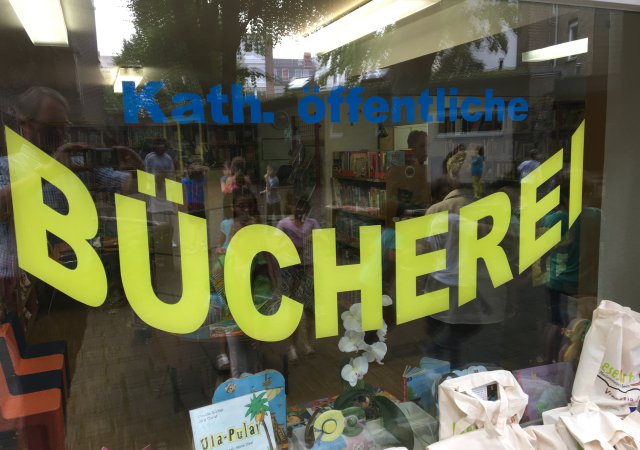 Kath. öffentliche
BÜCHEREI
Ula-Pula!